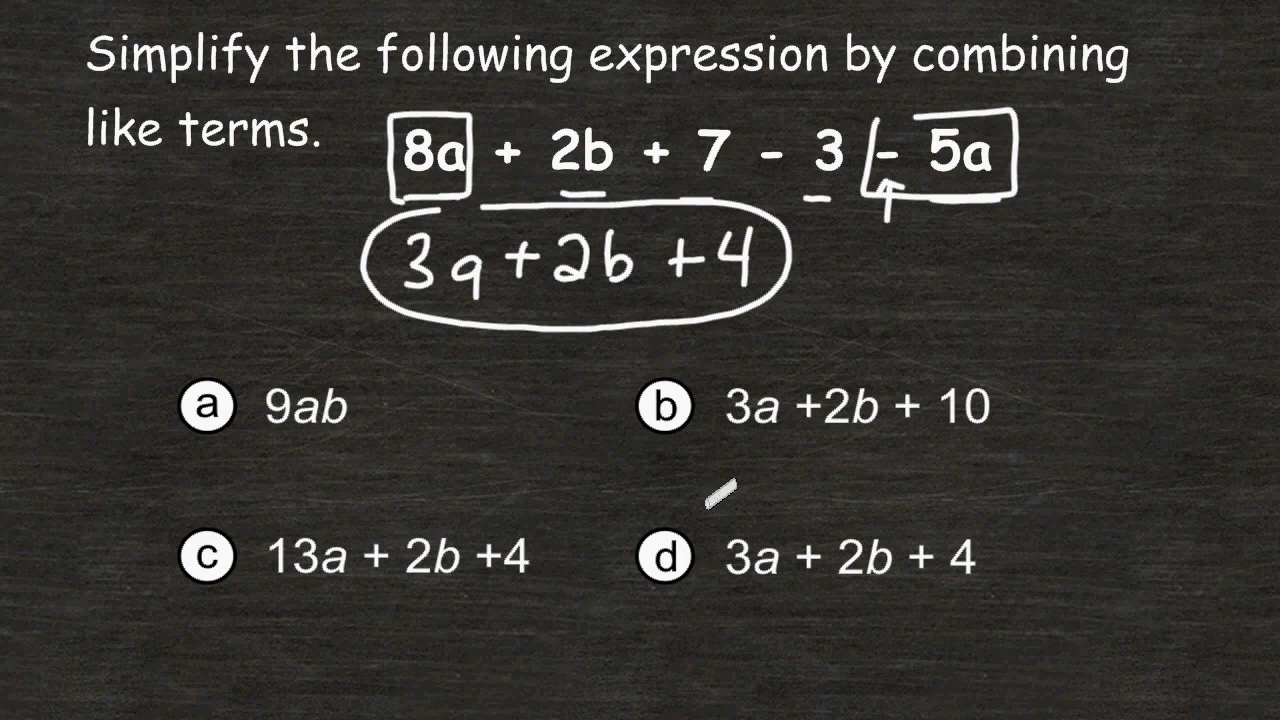 Simplify the following expression by combining
like terms.
8a + 2b + 7 - 3 - 5a
3a + 2b + 4
a 9ab
b 3a +2b + 10
c 13a + 2b +4
d 3a + 2b + 4